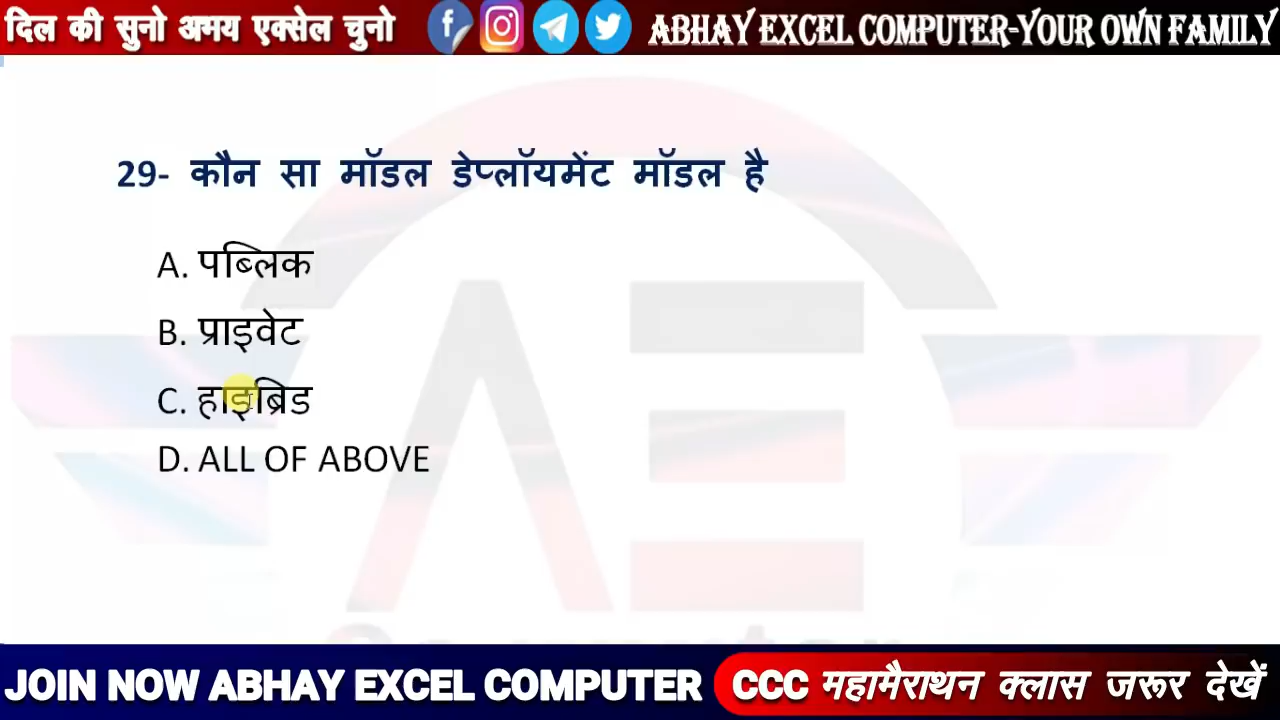 दिल की सुनो अभय एक्सेल चुनो ABHAY EXCEL COMPUTER-YOUR OWN FAMILY
29- कौन सा मॉडल डेप्लॉयमेंट मॉडल है
A. पब्लिक
B. प्राइवेट
C. हाइब्रिड
D. ALL OF ABOVE
JOIN NOW ABHAY EXCEL COMPUTER CCC महामैराथन क्लास जरूर देखें